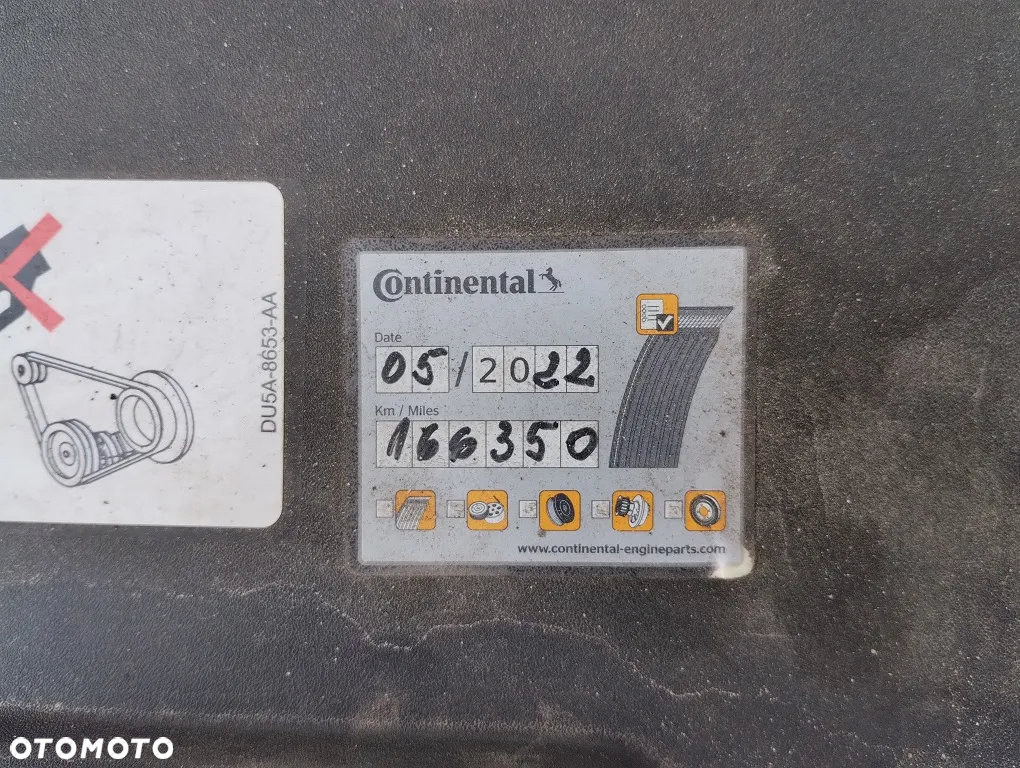 DU5A-8653-AA
Continental
Date
05/2022
Km / Miles
166350
www.continental-engineparts.com
OTOMOTO